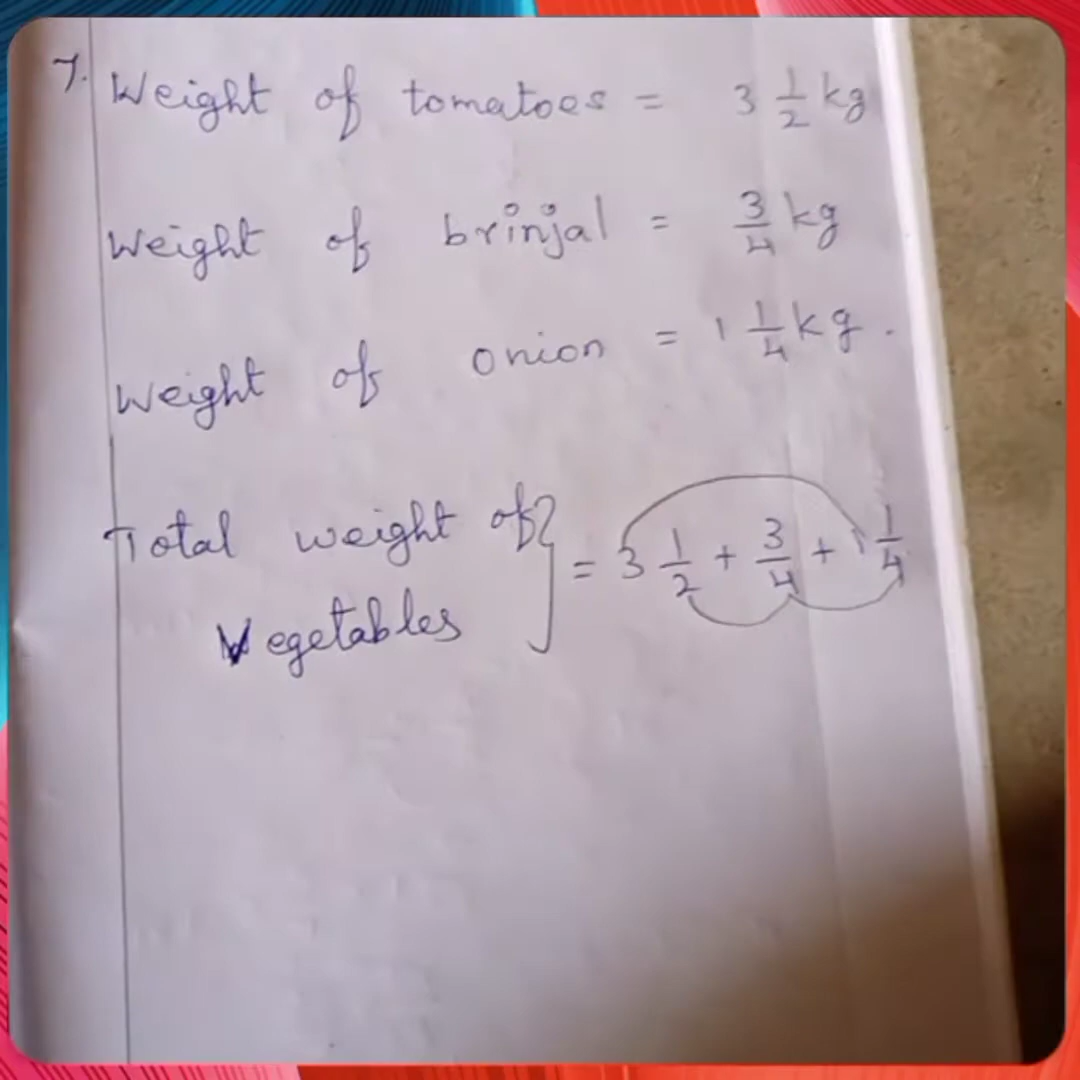 7. Weight of tomatoes = 3 1/2 kg
Weight of brinjal = 3/4 kg
Weight of onion = 1 1/4 kg.
Total weight of
Vegetables } = 3 1/2 + 3/4 + 1 1/4